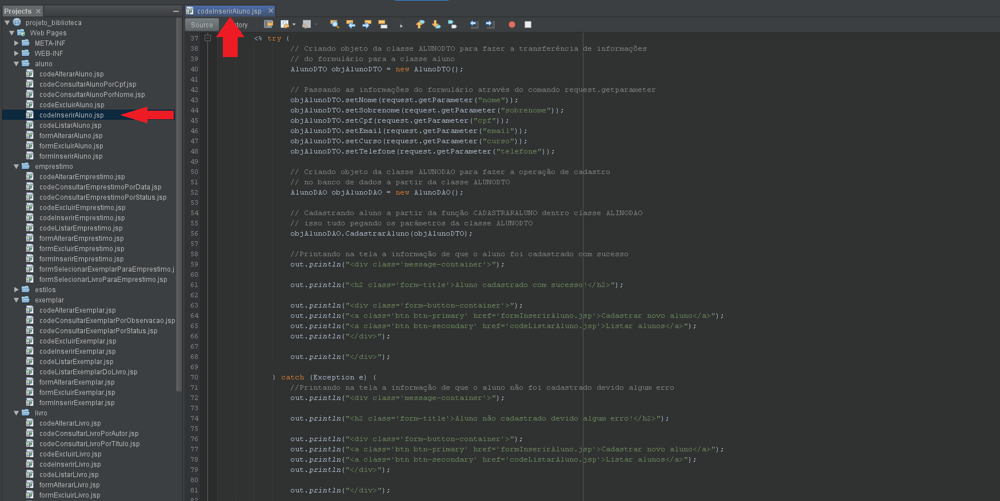 Projects
projeto_biblioteca
Web Pages
META-INF
WEB-INF
aluno
codeAlterarAluno.jsp
codeConsultarAlunoPorCpf.jsp
codeConsultarAlunoPorNome.jsp
codeExcluirAluno.jsp
codeInserirAluno.jsp
codeListarAluno.jsp
formAlterarAluno.jsp
formExcluirAluno.jsp
formInserirAluno.jsp
emprestimo
codeAlterarEmprestimo.jsp
codeConsultarEmprestimoPorData.jsp
codeConsultarEmprestimoPorStatus.jsp
codeExcluirEmprestimo.jsp
codeInserirEmprestimo.jsp
codeListarEmprestimo.jsp
formAlterarEmprestimo.jsp
formExcluirEmprestimo.jsp
formInserirEmprestimo.jsp
formSelecionarExemplarParaEmprestimo.j
formSelecionarLivroParaEmprestimo.jsp
estilos
exemplar
codeAlterarExemplar.jsp
codeConsultarExemplarPorObservacao.jsp
codeConsultarExemplarPorStatus.jsp
codeExcluirExemplar.jsp
codeInserirExemplar.jsp
codeListarExemplar.jsp
codeListarExemplarDoLivro.jsp
formAlterarExemplar.jsp
formExcluirExemplar.jsp
formInserirExemplar.jsp
livro
codeAlterarLivro.jsp
codeConsultarLivroPorAutor.jsp
codeConsultarLivroPorTitulo.jsp
codeExcluirLivro.jsp
codeInserirLivro.jsp
codeListarLivro.jsp
formAlterarLivro.jsp
formExcluirLivro.jsp
codeInserirAluno.jsp
Source
37 <% try {
38 // Criando objeto da classe ALUNODTO para fazer a transferência de informações
39 // do formulário para a classe aluno
40 AlunoDTO objAlunoDTO = new AlunoDTO();
41
42 // Passando as informações do formulário através do comando request.getparameter
43 objAlunoDTO.setNome(request.getParameter("nome"));
44 objAlunoDTO.setSobrenome(request.getParameter("sobrenome"));
45 objAlunoDTO.setCpf(request.getParameter("cpf"));
46 objAlunoDTO.setEmail(request.getParameter("email"));
47 objAlunoDTO.setCurso(request.getParameter("curso"));
48 objAlunoDTO.setTelefone(request.getParameter("telefone"));
49
50 // Criando objeto da classe ALUNODAO para fazer a operação de cadastro
51 // no banco de dados a partir da classe ALUNODTO
52 AlunoDAO objAlunoDAO = new AlunoDAO();
53
54 // Cadastrando aluno a partir da função CADASTRARALUNO dentro classe ALINODAO
55 // isso tudo pegando os parâmetros da classe ALUNODTO
56 objAlunoDAO.CadastrarAluno(objAlunoDTO);
57
58 //Printando na tela a informação de que o aluno foi cadastrado com sucesso
59 out.println("<div class='message-container'>");
60
61 out.println("<h2 class='form-title'>Aluno cadastrado com sucesso!</h2>");
62
63 out.println("<div class='form-button-container'>");
64 out.println("<a class='btn btn-primary' href='formInserirAluno.jsp'>Cadastrar novo aluno</a>");
65 out.println("<a class='btn btn-secondary' href='codeListarAluno.jsp'>Listar alunos</a>");
66 out.println("</div>");
67
68 out.println("</div>");
69
70 } catch (Exception e) {
71 //Printando na tela a informação de que o aluno não foi cadastrado devido algum erro
72 out.println("<div class='message-container'>");
73
74 out.println("<h2 class='form-title'>Aluno não cadastrado devido algum erro!</h2>");
75
76 out.println("<div class='form-button-container'>");
77 out.println("<a class='btn btn-primary' href='formInserirAluno.jsp'>Cadastrar novo aluno</a>");
78 out.println("<a class='btn btn-secondary' href='codeListarAluno.jsp'>Listar alunos</a>");
79 out.println("</div>");
80
81 out.println("</div>");
82